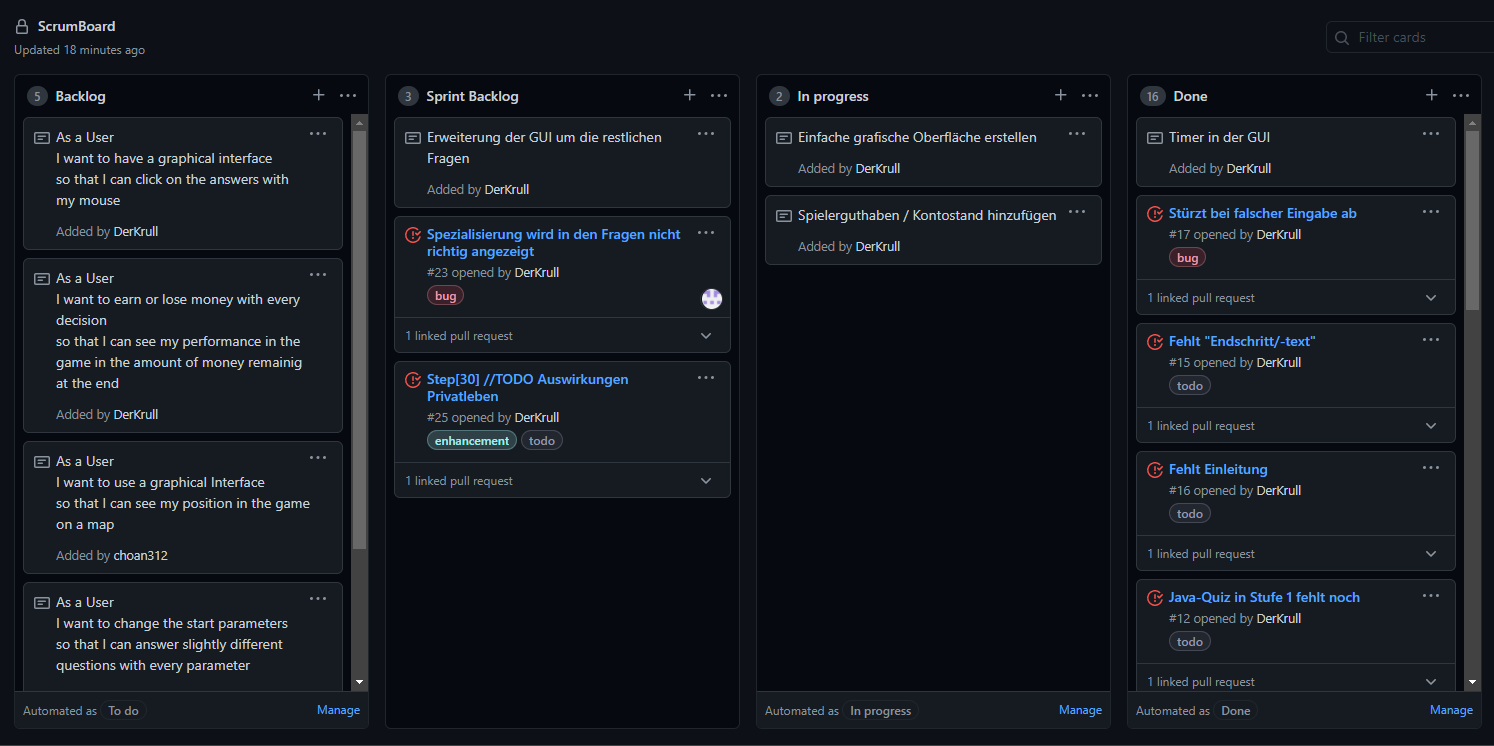 ScrumBoard
Updated 18 minutes ago
Filter cards
5 Backlog
As a User
I want to have a graphical interface
so that I can click on the answers with
my mouse
Added by DerKrull
As a User
I want to earn or lose money with every
decision
so that I can see my performance in the
game in the amount of money remainig
at the end
Added by DerKrull
As a User
I want to use a graphical Interface
so that I can see my position in the game
on a map
Added by choan312
As a User
I want to change the start parameters
so that I can answer slightly different
questions with every parameter
Automated as To do
Manage
3 Sprint Backlog
Erweiterung der GUI um die restlichen
Fragen
Added by DerKrull
Spezialisierung wird in den Fragen nicht
richtig angezeigt
#23 opened by DerKrull
bug
1 linked pull request
Step[30] //TODO Auswirkungen
Privatleben
#25 opened by DerKrull
enhancement todo
1 linked pull request
2 In progress
Einfache grafische Oberfläche erstellen
Added by DerKrull
Spielerguthaben / Kontostand hinzufügen
Added by DerKrull
Automated as In progress
Manage
16 Done
Timer in der GUI
Added by DerKrull
Stürzt bei falscher Eingabe ab
#17 opened by DerKrull
bug
1 linked pull request
Fehlt "Endschritt/-text"
#15 opened by DerKrull
todo
1 linked pull request
Fehlt Einleitung
#16 opened by DerKrull
todo
1 linked pull request
Java-Quiz in Stufe 1 fehlt noch
#12 opened by DerKrull
todo
1 linked pull request
Automated as Done
Manage